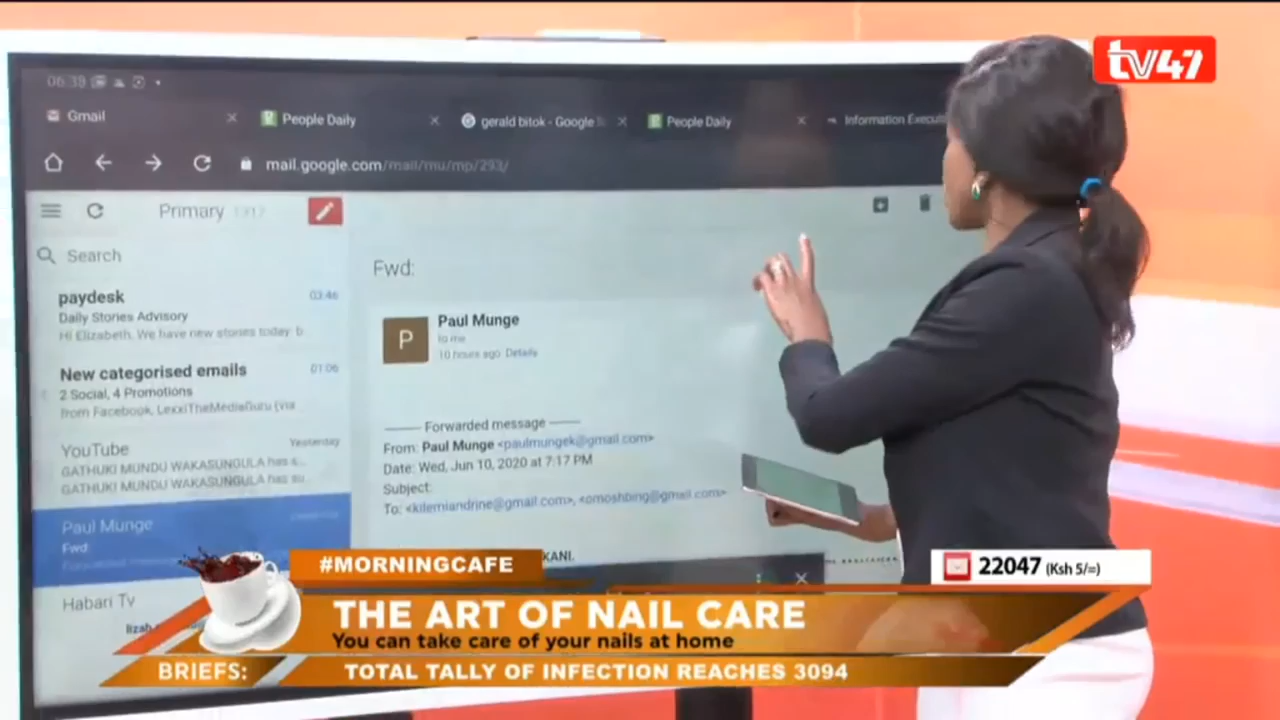 tv47
06:38
Gmail
People Daily
gerald bitok - Google
People Daily
Information Execut
mail.google.com/mail/mu/mp/293/
Primary
Search
paydesk 03:46
Daily Stories Advisory
Hi Elizabeth, We have new stories today b
New categorised emails 01:06
2 Social, 4 Promotions
from Facebook, LexxiTheMediaGuru (via
YouTube Yesterday
GATHUKI MUNDU WAKASUNGULA has s...
GATHUKI MUNDU WAKASUNGULA has su...
Paul Munge
Fwd:
Habari Tv
Fwd:
P
Paul Munge
to me
10 hours ago Details
Forwarded message
From: Paul Munge <paulmungek@gmail.com>
Date: Wed, Jun 10, 2020 at 7:17 PM
Subject:
To: <kilemiandrine@gmail.com>, <omoshbing@gmail.com>
KANI.
#MORNINGCAFE
22047 (Ksh 5/=)
THE ART OF NAIL CARE
You can take care of your nails at home
BRIEFS: TOTAL TALLY OF INFECTION REACHES 3094